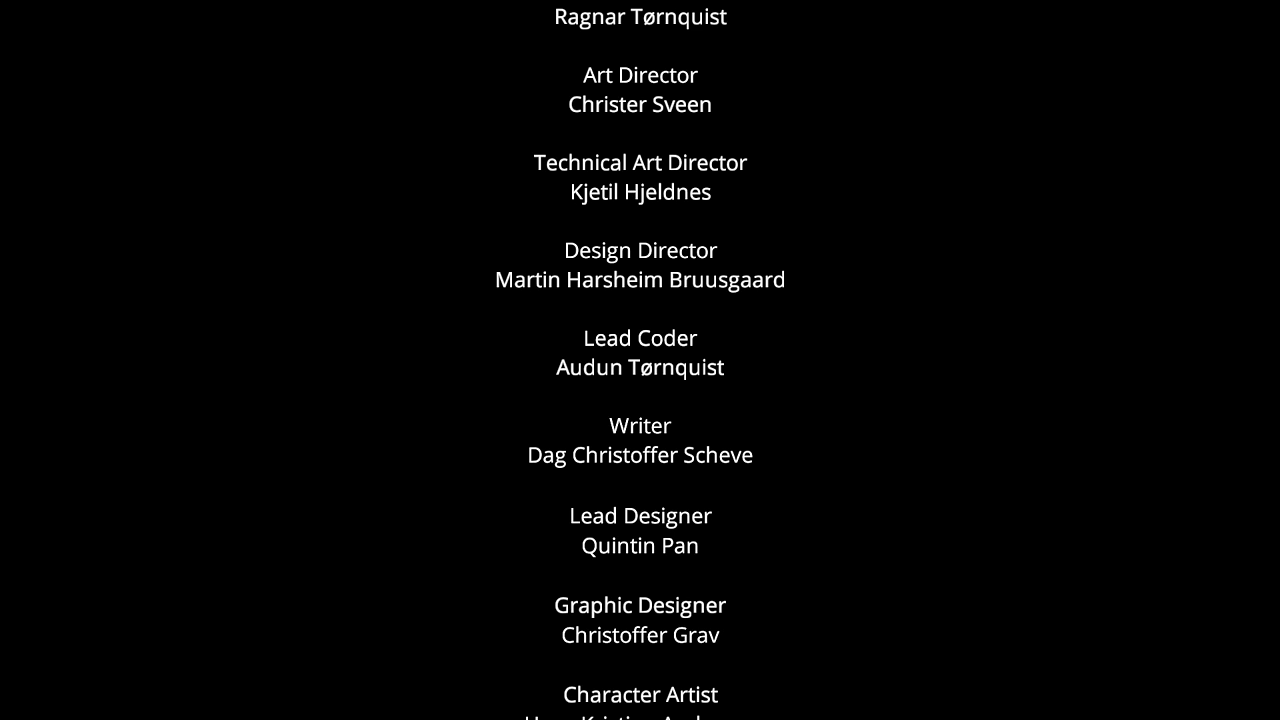 Ragnar Tørnquist
Art Director
Christer Sveen
Technical Art Director
Kjetil Hjeldnes
Design Director
Martin Harsheim Bruusgaard
Lead Coder
Audun Tørnquist
Writer
Dag Christoffer Scheve
Lead Designer
Quintin Pan
Graphic Designer
Christoffer Grav
Character Artist